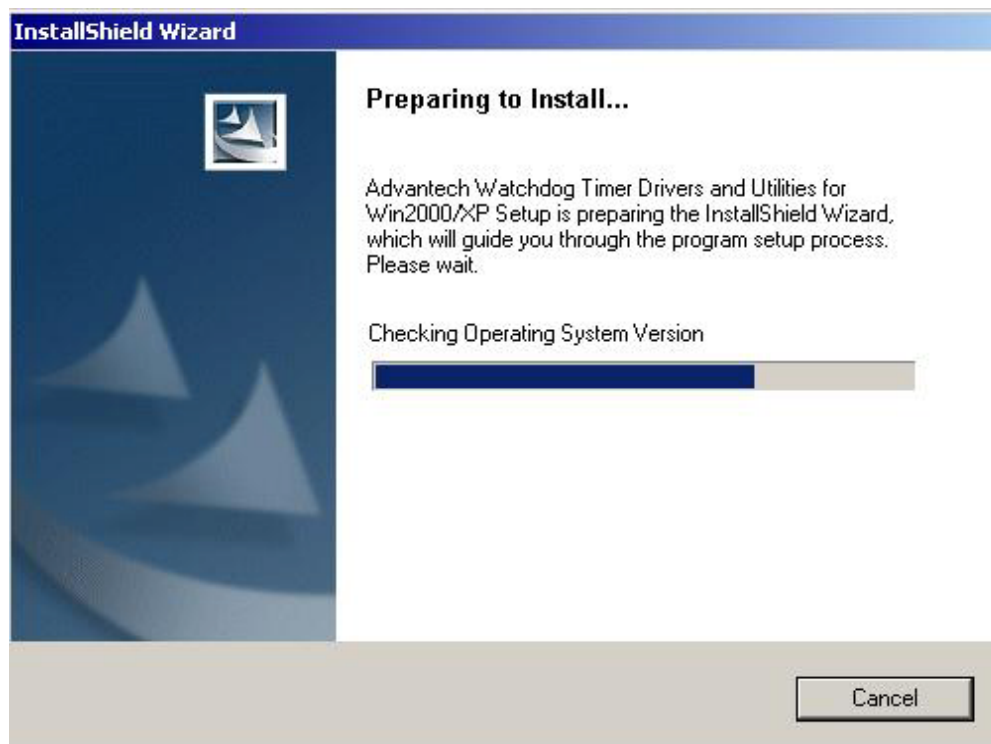 InstallShield Wizard
Preparing to Install...
Advantech Watchdog Timer Drivers and Utilities for
Win2000/XP Setup is preparing the InstallShield Wizard,
which will guide you through the program setup process.
Please wait.
Checking Operating System Version
Cancel